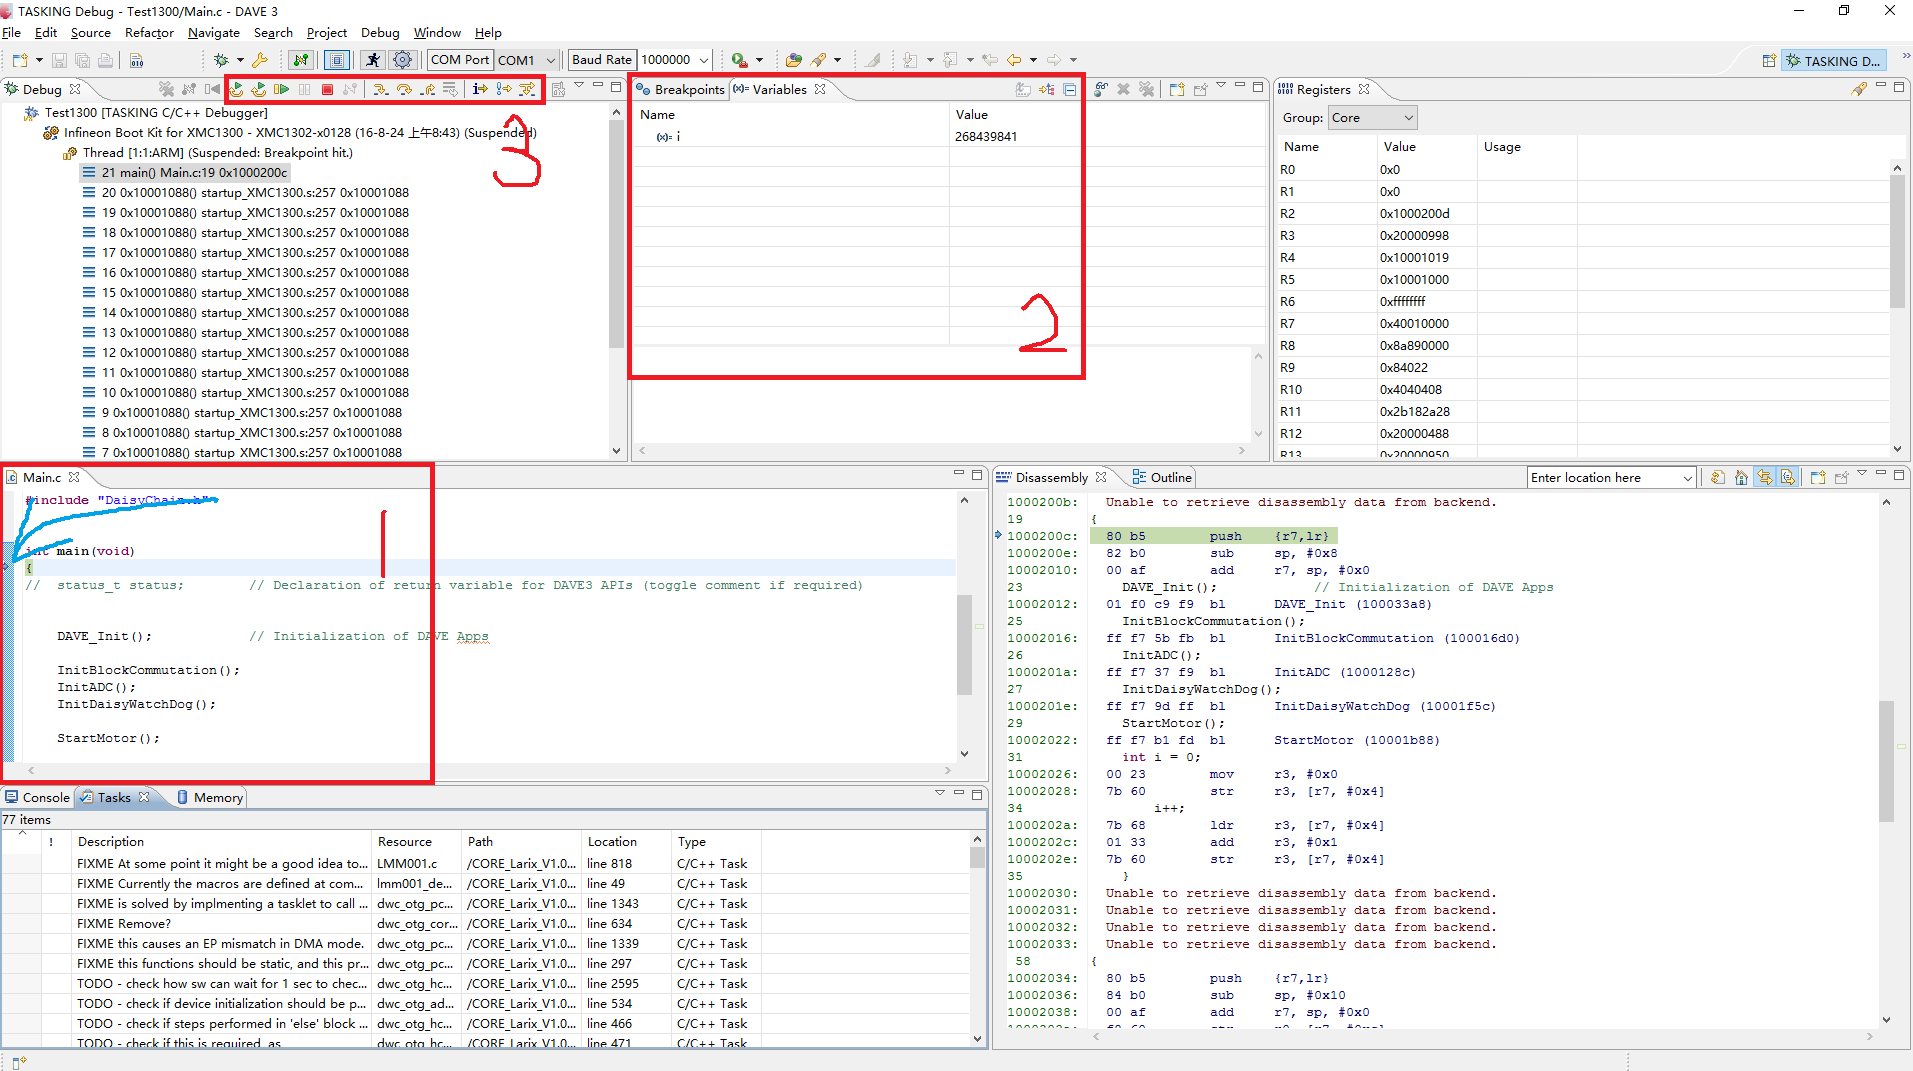 TASKING Debug - Test1300/Main.c - DAVE 3
File Edit Source Refactor Navigate Search Project Debug Window Help
COM Port COM1 Baud Rate 1000000 TASKING D...
Debug
Test1300 [TASKING C/C++ Debugger]
Infineon Boot Kit for XMC1300 - XMC1302-x0128 (16-8-24 上午8:43) (Suspended)
Thread [1:1:ARM] (Suspended: Breakpoint hit.)
21 main() Main.c:19 0x1000200c
20 0x10001088() startup_XMC1300.s:257 0x10001088
19 0x10001088() startup_XMC1300.s:257 0x10001088
18 0x10001088() startup_XMC1300.s:257 0x10001088
17 0x10001088() startup_XMC1300.s:257 0x10001088
16 0x10001088() startup_XMC1300.s:257 0x10001088
15 0x10001088() startup_XMC1300.s:257 0x10001088
14 0x10001088() startup_XMC1300.s:257 0x10001088
13 0x10001088() startup_XMC1300.s:257 0x10001088
12 0x10001088() startup_XMC1300.s:257 0x10001088
11 0x10001088() startup_XMC1300.s:257 0x10001088
10 0x10001088() startup_XMC1300.s:257 0x10001088
9 0x10001088() startup_XMC1300.s:257 0x10001088
8 0x10001088() startup_XMC1300.s:257 0x10001088
7 0x10001088() startup_XMC1300.s:257 0x10001088
3
Breakpoints (x)= Variables
Name Value
(x)= i 268439841
2
Registers
Group: Core
Name Value Usage
R0 0x0
R1 0x0
R2 0x1000200d
R3 0x20000998
R4 0x10001019
R5 0x10001000
R6 0xffffffff
R7 0x40010000
R8 0x8a890000
R9 0x84022
R10 0x4040408
R11 0x2b182a28
R12 0x20000488
R13 0x20000950
Main.c
#include "DaisyChain.h"
int main(void)
{
// status_t status; // Declaration of return variable for DAVE3 APIs (toggle comment if required)
DAVE_Init(); // Initialization of DAVE Apps
InitBlockCommutation();
InitADC();
InitDaisyWatchDog();
StartMotor();
1
Disassembly Outline Enter location here
1000200b: Unable to retrieve disassembly data from backend.
19 {
1000200c: 80 b5 push {r7,lr}
1000200e: 82 b0 sub sp, #0x8
10002010: 00 af add r7, sp, #0x0
23 DAVE_Init(); // Initialization of DAVE Apps
10002012: 01 f0 c9 f9 bl DAVE_Init (100033a8)
25 InitBlockCommutation();
10002016: ff f7 5b fb bl InitBlockCommutation (100016d0)
26 InitADC();
1000201a: ff f7 37 f9 bl InitADC (1000128c)
27 InitDaisyWatchDog();
1000201e: ff f7 9d ff bl InitDaisyWatchDog (10001f5c)
29 StartMotor();
10002022: ff f7 b1 fd bl StartMotor (10001b88)
31 int i = 0;
10002026: 00 23 mov r3, #0x0
10002028: 7b 60 str r3, [r7, #0x4]
34 i++;
1000202a: 7b 68 ldr r3, [r7, #0x4]
1000202c: 01 33 add r3, #0x1
1000202e: 7b 60 str r3, [r7, #0x4]
35 }
10002030: Unable to retrieve disassembly data from backend.
10002031: Unable to retrieve disassembly data from backend.
10002032: Unable to retrieve disassembly data from backend.
10002033: Unable to retrieve disassembly data from backend.
58 {
10002034: 80 b5 push {r7,lr}
10002036: 84 b0 sub sp, #0x10
10002038: 00 af add r7, sp, #0x0
Console Tasks Memory
77 items
! Description Resource Path Location Type
FIXME At some point it might be a good idea to... LMM001.c /CORE_Larix_V1.0... line 818 C/C++ Task
FIXME Currently the macros are defined at com... lmm001_de... /CORE_Larix_V1.0... line 49 C/C++ Task
FIXME is solved by implmenting a tasklet to call ... dwc_otg_pc... /CORE_Larix_V1.0... line 1343 C/C++ Task
FIXME Remove? dwc_otg_cor... /CORE_Larix_V1.0... line 634 C/C++ Task
FIXME this causes an EP mismatch in DMA mode. dwc_otg_pc... /CORE_Larix_V1.0... line 1339 C/C++ Task
FIXME this functions should be static, and this pr... dwc_otg_pc... /CORE_Larix_V1.0... line 297 C/C++ Task
TODO - check how sw can wait for 1 sec to chec... dwc_otg_hc... /CORE_Larix_V1.0... line 2595 C/C++ Task
TODO - check if device initialization should be p... dwc_otg_ad... /CORE_Larix_V1.0... line 534 C/C++ Task
TODO - check if steps performed in 'else' block ... dwc_otg_hc... /CORE_Larix_V1.0... line 466 C/C++ Task
TODO - check if this is required, as dwc_otg_hc... /CORE_Larix_V1.0... line 471 C/C++ Task